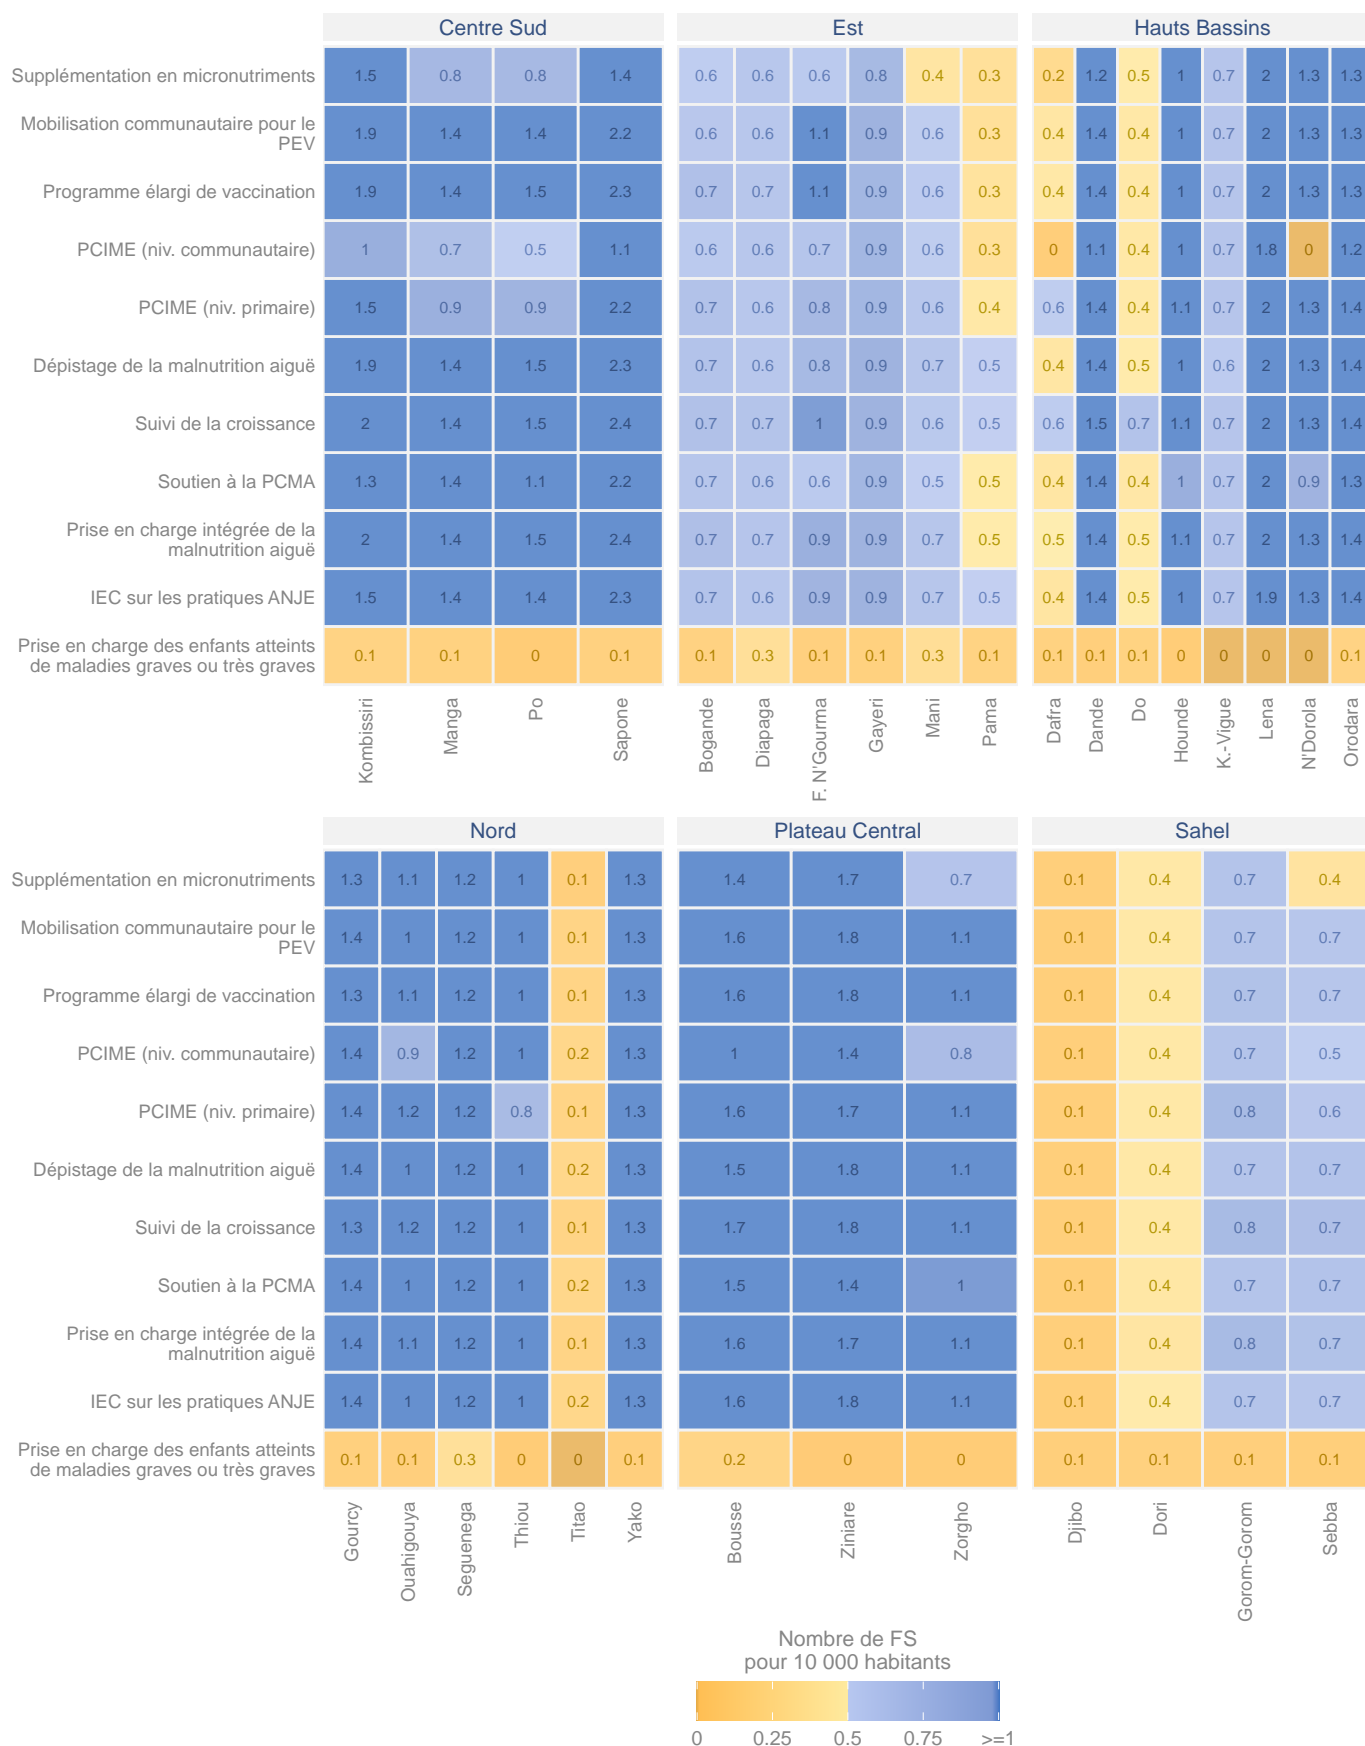 Centre Sud Est Hauts Bassins
Supplémentation en micronutriments 1.5 0.8 0.8 1.4 0.6 0.6 0.6 0.8 0.4 0.3 0.2 1.2 0.5 1 0.7 2 1.3 1.3
Mobilisation communautaire pour le
PEV 1.9 1.4 1.4 2.2 0.6 0.6 1.1 0.9 0.6 0.3 0.4 1.4 0.4 1 0.7 2 1.3 1.3
Programme élargi de vaccination 1.9 1.4 1.5 2.3 0.7 0.7 1.1 0.9 0.6 0.3 0.4 1.4 0.4 1 0.7 2 1.3 1.3
PCIME (niv. communautaire) 1 0.7 0.5 1.1 0.6 0.6 0.7 0.9 0.6 0.3 0 1.1 0.4 1 0.7 1.8 0 1.2
PCIME (niv. primaire) 1.5 0.9 0.9 2.2 0.7 0.6 0.8 0.9 0.6 0.4 0.6 1.4 0.4 1.1 0.7 2 1.3 1.4
Dépistage de la malnutrition aiguë 1.9 1.4 1.5 2.3 0.7 0.6 0.8 0.9 0.7 0.5 0.4 1.4 0.5 1 0.6 2 1.3 1.4
Suivi de la croissance 2 1.4 1.5 2.4 0.7 0.7 1 0.9 0.6 0.5 0.6 1.5 0.7 1.1 0.7 2 1.3 1.4
Soutien à la PCMA 1.3 1.4 1.1 2.2 0.7 0.6 0.6 0.9 0.5 0.5 0.4 1.4 0.4 1 0.7 2 0.9 1.3
Prise en charge intégrée de la
malnutrition aiguë 2 1.4 1.5 2.4 0.7 0.7 0.9 0.9 0.7 0.5 0.5 1.4 0.5 1.1 0.7 2 1.3 1.4
IEC sur les pratiques ANJE 1.5 1.4 1.4 2.3 0.7 0.6 0.9 0.9 0.7 0.5 0.4 1.4 0.5 1 0.7 1.9 1.3 1.4
Prise en charge des enfants atteints
de maladies graves ou très graves 0.1 0.1 0 0.1 0.1 0.3 0.1 0.1 0.3 0.1 0.1 0.1 0.1 0 0 0 0 0.1
Kombissiri Manga Po Sapone Bogande Diapaga F. N'Gourma Gayeri Mani Pama Dafra Dande Do Hounde K.-Vigue Lena N'Dorola Orodara
Nord Plateau Central Sahel
Supplémentation en micronutriments 1.3 1.1 1.2 1 0.1 1.3 1.4 1.7 0.7 0.1 0.4 0.7 0.4
Mobilisation communautaire pour le
PEV 1.4 1 1.2 1 0.1 1.3 1.6 1.8 1.1 0.1 0.4 0.7 0.7
Programme élargi de vaccination 1.3 1.1 1.2 1 0.1 1.3 1.6 1.8 1.1 0.1 0.4 0.7 0.7
PCIME (niv. communautaire) 1.4 0.9 1.2 1 0.2 1.3 1 1.4 0.8 0.1 0.4 0.7 0.5
PCIME (niv. primaire) 1.4 1.2 1.2 0.8 0.1 1.3 1.6 1.7 1.1 0.1 0.4 0.8 0.6
Dépistage de la malnutrition aiguë 1.4 1 1.2 1 0.2 1.3 1.5 1.8 1.1 0.1 0.4 0.7 0.7
Suivi de la croissance 1.3 1.2 1.2 1 0.1 1.3 1.7 1.8 1.1 0.1 0.4 0.8 0.7
Soutien à la PCMA 1.4 1 1.2 1 0.2 1.3 1.5 1.4 1 0.1 0.4 0.7 0.7
Prise en charge intégrée de la
malnutrition aiguë 1.4 1.1 1.2 1 0.1 1.3 1.6 1.7 1.1 0.1 0.4 0.8 0.7
IEC sur les pratiques ANJE 1.4 1 1.2 1 0.2 1.3 1.6 1.8 1.1 0.1 0.4 0.7 0.7
Prise en charge des enfants atteints
de maladies graves ou très graves 0.1 0.1 0.3 0 0 0.1 0.2 0 0 0.1 0.1 0.1 0.1
Gourcy Ouahigouya Seguenega Thiou Titao Yako Bousse Ziniare Zorgho Djibo Dori Gorom-Gorom Sebba
Nombre de FS
pour 10 000 habitants
0 0.25 0.5 0.75 >=1